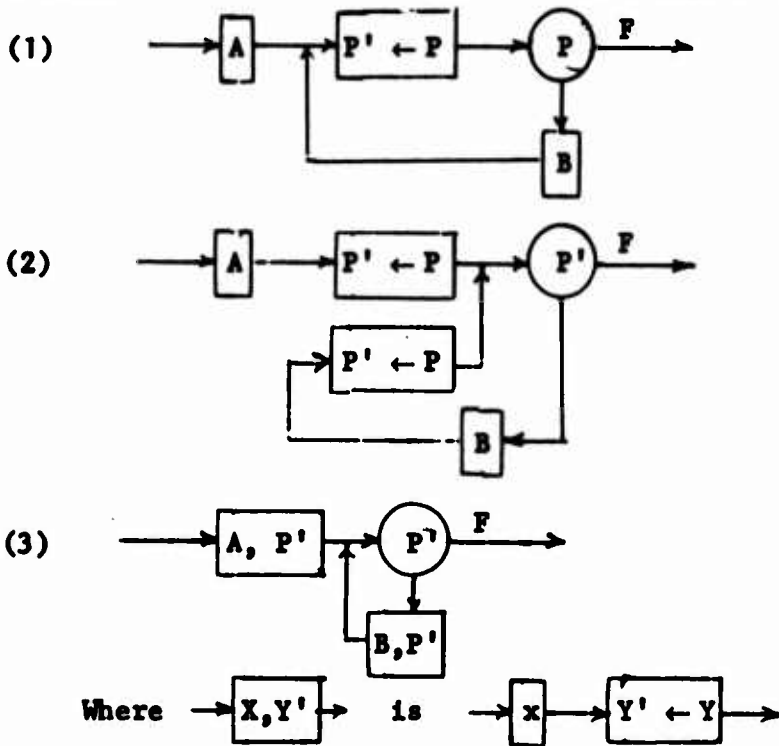 (1) A P' ← P P F
B
(2) A P' ← P P' F
P' ← P
B
(3) A, P' P' F
B,P'
Where X,Y' is x Y' ← Y